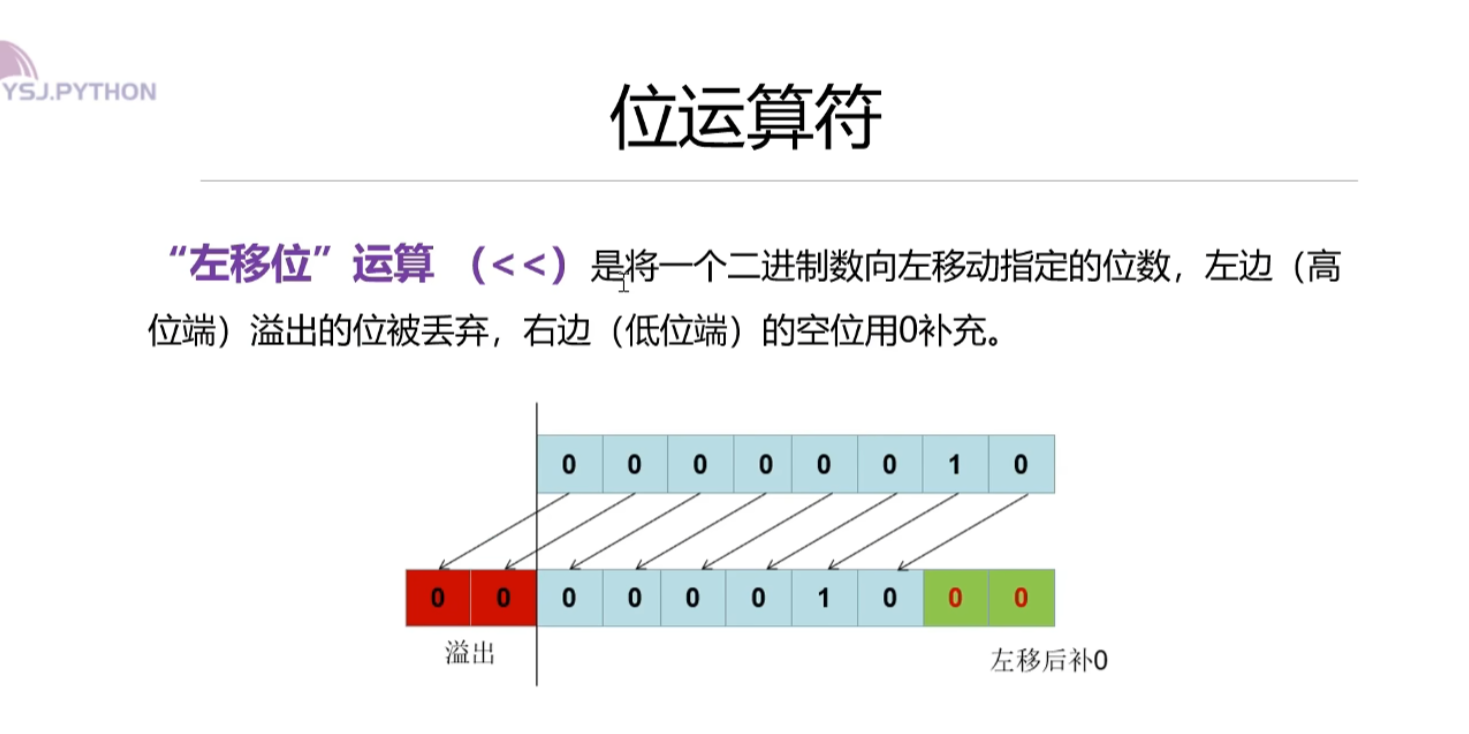 YSJ.PYTHON
位运算符
“左移位”运算 （<<）是将一个二进制数向左移动指定的位数，左边（高
位端）溢出的位被丢弃，右边（低位端）的空位用0补充。
0 0 0 0 0 0 1 0
0 0 0 0 0 0 1 0 0 0
溢出
左移后补0